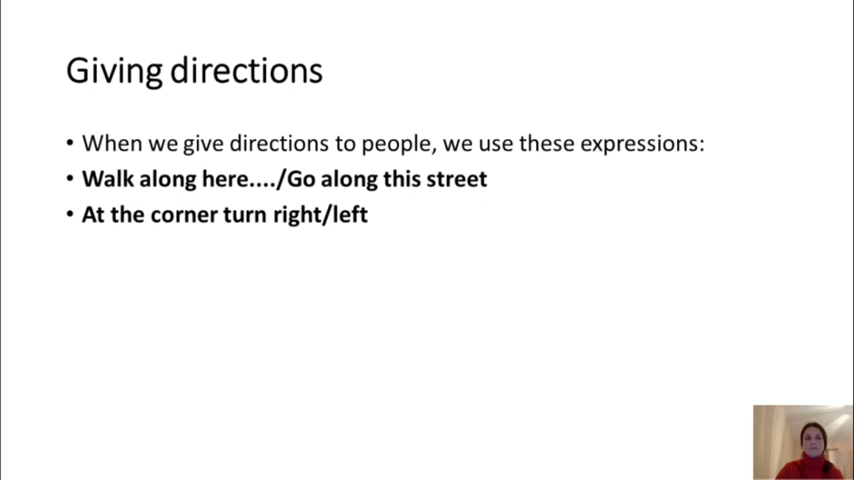 Giving directions
• When we give directions to people, we use these expressions:
• Walk along here..../Go along this street
• At the corner turn right/left